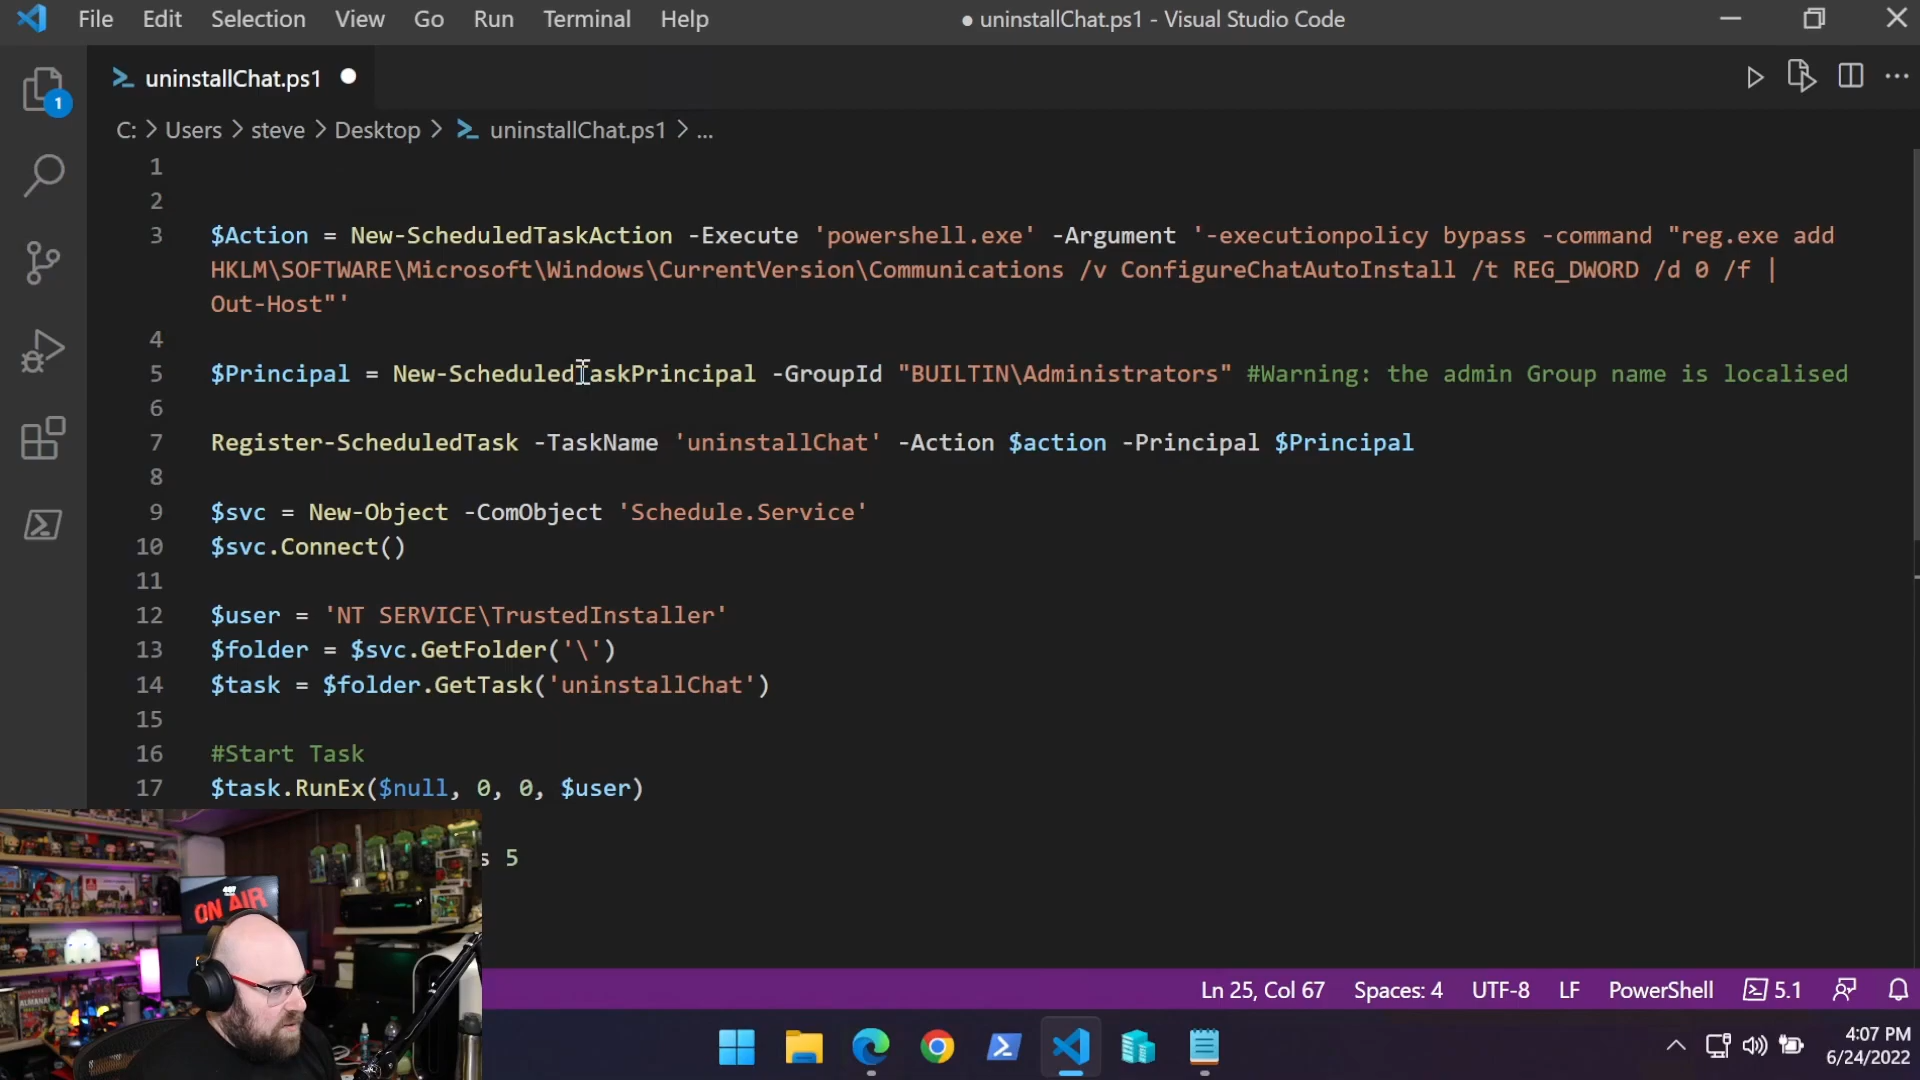 File Edit Selection View Go Run Terminal Help
● uninstallChat.ps1 - Visual Studio Code
uninstallChat.ps1 ●
1
C: > Users > steve > Desktop > uninstallChat.ps1 > ...
1
2
3 $Action = New-ScheduledTaskAction -Execute 'powershell.exe' -Argument '-executionpolicy bypass -command "reg.exe add
HKLM\SOFTWARE\Microsoft\Windows\CurrentVersion\Communications /v ConfigureChatAutoInstall /t REG_DWORD /d 0 /f |
Out-Host"'
4
5 $Principal = New-ScheduledTaskPrincipal -GroupId "BUILTIN\Administrators" #Warning: the admin Group name is localised
6
7 Register-ScheduledTask -TaskName 'uninstallChat' -Action $action -Principal $Principal
8
9 $svc = New-Object -ComObject 'Schedule.Service'
10 $svc.Connect()
11
12 $user = 'NT SERVICE\TrustedInstaller'
13 $folder = $svc.GetFolder('\')
14 $task = $folder.GetTask('uninstallChat')
15
16 #Start Task
17 $task.RunEx($null, 0, 0, $user)
s 5
ON AIR
Ln 25, Col 67 Spaces: 4 UTF-8 LF PowerShell 5.1
4:07 PM
6/24/2022